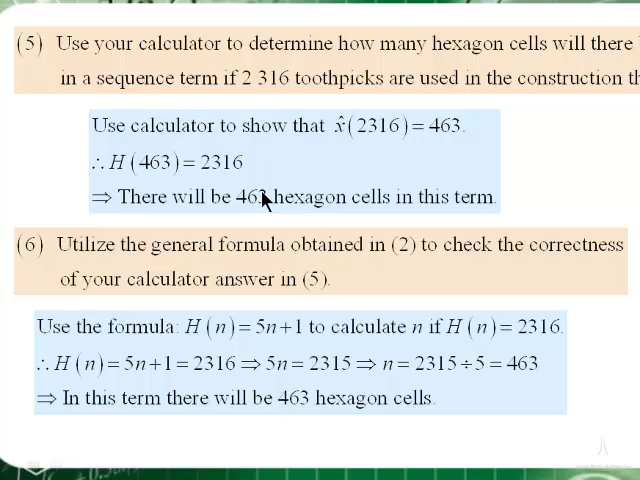 (5) Use your calculator to determine how many hexagon cells will there
in a sequence term if 2 316 toothpicks are used in the construction
Use calculator to show that x̂(2316) = 463.
∴ H(463) = 2316
⇒ There will be 463 hexagon cells in this term.
(6) Utilize the general formula obtained in (2) to check the correctness
of your calculator answer in (5).
Use the formula: H(n) = 5n+1 to calculate n if H(n) = 2316.
∴ H(n) = 5n+1 = 2316 ⇒ 5n = 2315 ⇒ n = 2315 ÷ 5 = 463
⇒ In this term there will be 463 hexagon cells.